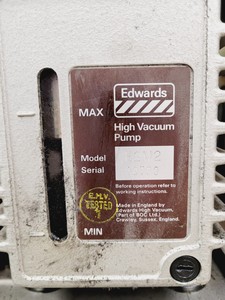 Edwards
MAX
High Vacuum
Pump
Model
Serial
Before operation refer to
working instructions.
E.H.V.
TESTED
Made in England by
Edwards High Vacuum,
(Part of BOC Ltd.)
Crawley, Sussex, England.
MIN